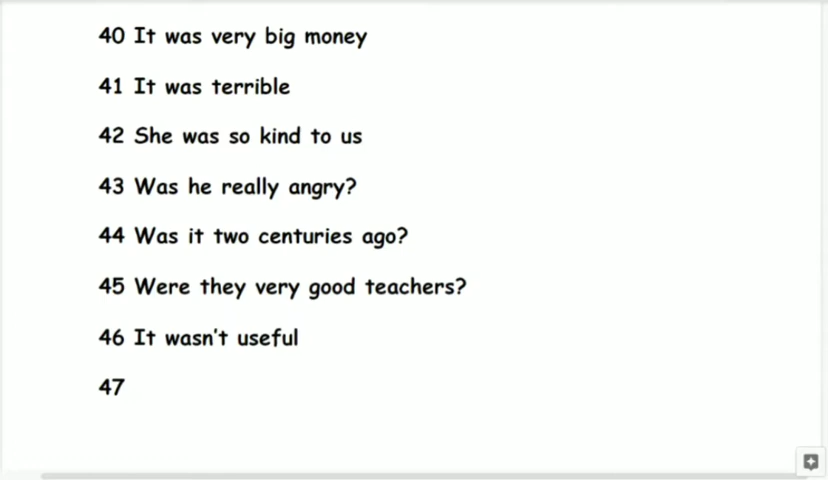 40 It was very big money
41 It was terrible
42 She was so kind to us
43 Was he really angry?
44 Was it two centuries ago?
45 Were they very good teachers?
46 It wasn't useful
47